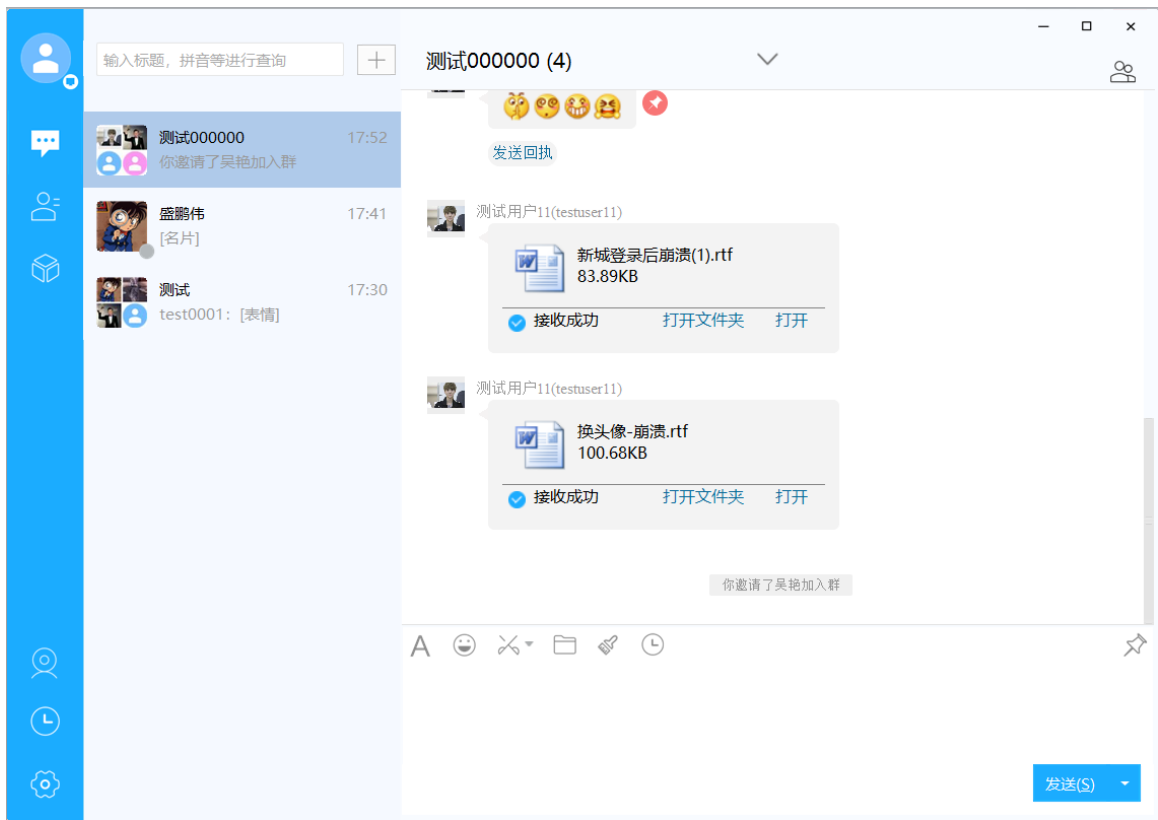 输入标题，拼音等进行查询
测试000000 17:52
你邀请了吴艳加入群
盛鹏伟 17:41
[名片]
测试 17:30
test0001：[表情]
测试000000 (4)
发送回执
测试用户11(testuser11)
新城登录后崩溃(1).rtf
83.89KB
接收成功 打开文件夹 打开
测试用户11(testuser11)
换头像-崩溃.rtf
100.68KB
接收成功 打开文件夹 打开
你邀请了吴艳加入群
发送(S)